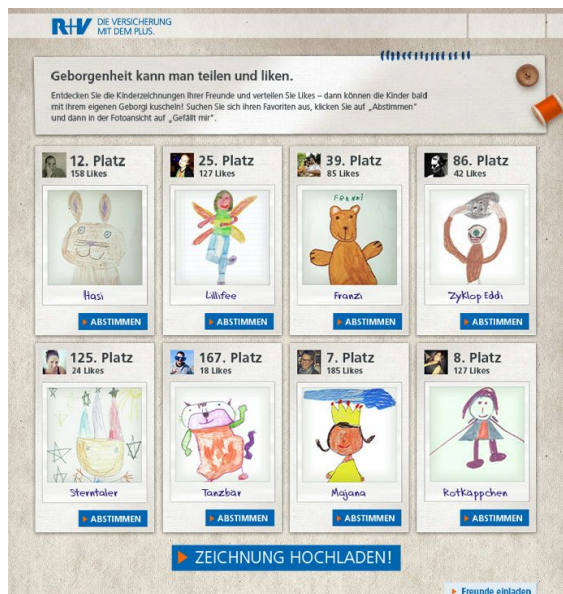 R+V DIE VERSICHERUNG
MIT DEM PLUS.
Geborgenheit kann man teilen und liken.
Entdecken Sie die Kinderzeichnungen Ihrer Freunde und verteilen Sie Likes – dann können die Kinder bald
mit ihrem eigenen Geborgi kuscheln! Suchen Sie sich ihren Favoriten aus, klicken Sie auf „Abstimmen"
und dann in der Fotoansicht auf „Gefällt mir".
12. Platz
158 Likes
Hasi
ABSTIMMEN
25. Platz
127 Likes
Lillifee
ABSTIMMEN
39. Platz
85 Likes
FRANZI
Franzi
ABSTIMMEN
86. Platz
42 Likes
Zyklop Eddi
ABSTIMMEN
125. Platz
24 Likes
Sterntaler
ABSTIMMEN
167. Platz
18 Likes
Tanzbär
ABSTIMMEN
7. Platz
185 Likes
Majana
ABSTIMMEN
8. Platz
127 Likes
Rotkäppchen
ABSTIMMEN
ZEICHNUNG HOCHLADEN!
Freunde einladen